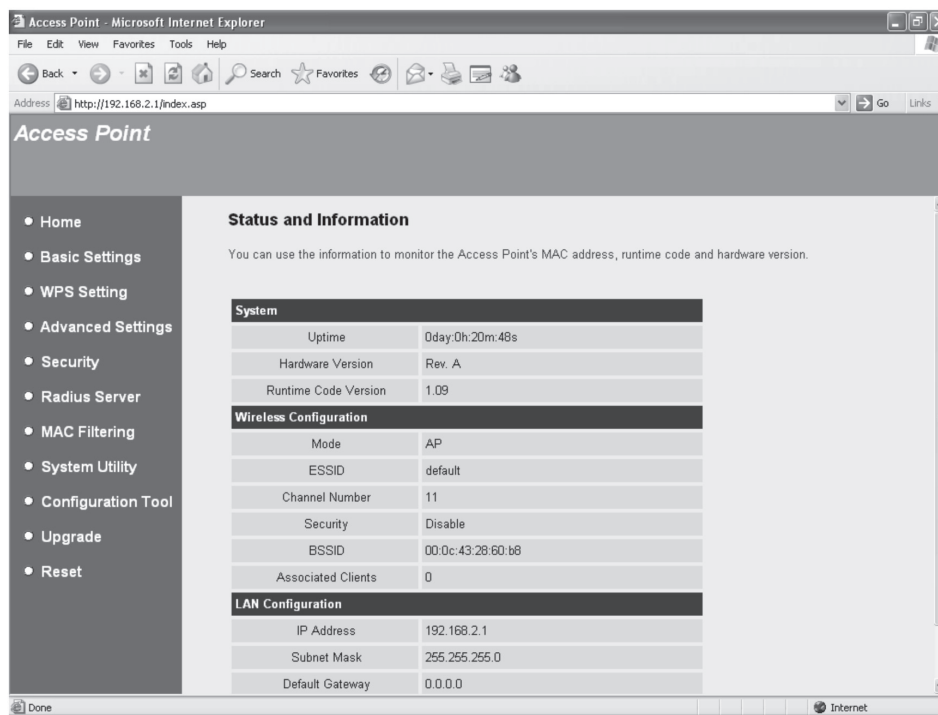 Access Point - Microsoft Internet Explorer
File Edit View Favorites Tools Help
Back Search Favorites
Address http://192.168.2.1/index.asp Go Links
Access Point
Home
Basic Settings
WPS Setting
Advanced Settings
Security
Radius Server
MAC Filtering
System Utility
Configuration Tool
Upgrade
Reset
Status and Information
You can use the information to monitor the Access Point's MAC address, runtime code and hardware version.
System
Uptime 0day:0h:20m:48s
Hardware Version Rev. A
Runtime Code Version 1.09
Wireless Configuration
Mode AP
ESSID default
Channel Number 11
Security Disable
BSSID 00:0c:43:28:60:b8
Associated Clients 0
LAN Configuration
IP Address 192.168.2.1
Subnet Mask 255.255.255.0
Default Gateway 0.0.0.0
Done Internet